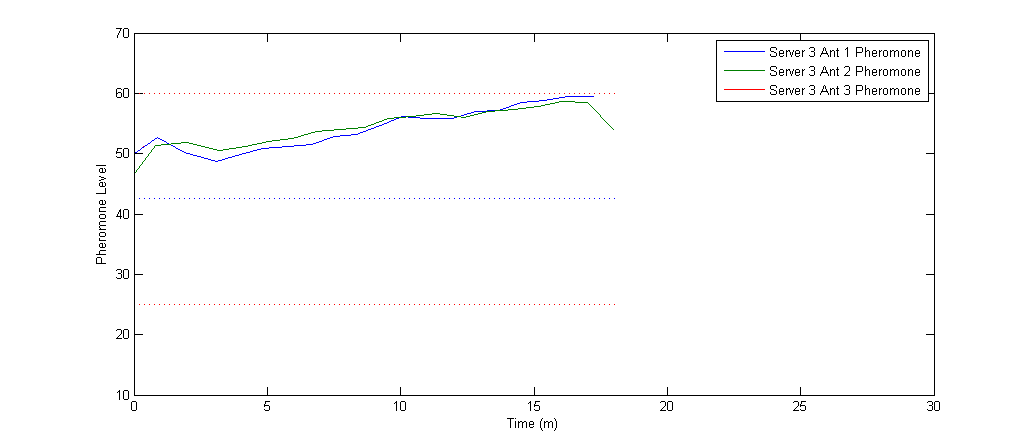 70
60
50
40
30
20
10
Pheromone Level
0
5
10
15
20
25
30
Time (m)
Server 3 Ant 1 Pheromone
Server 3 Ant 2 Pheromone
Server 3 Ant 3 Pheromone